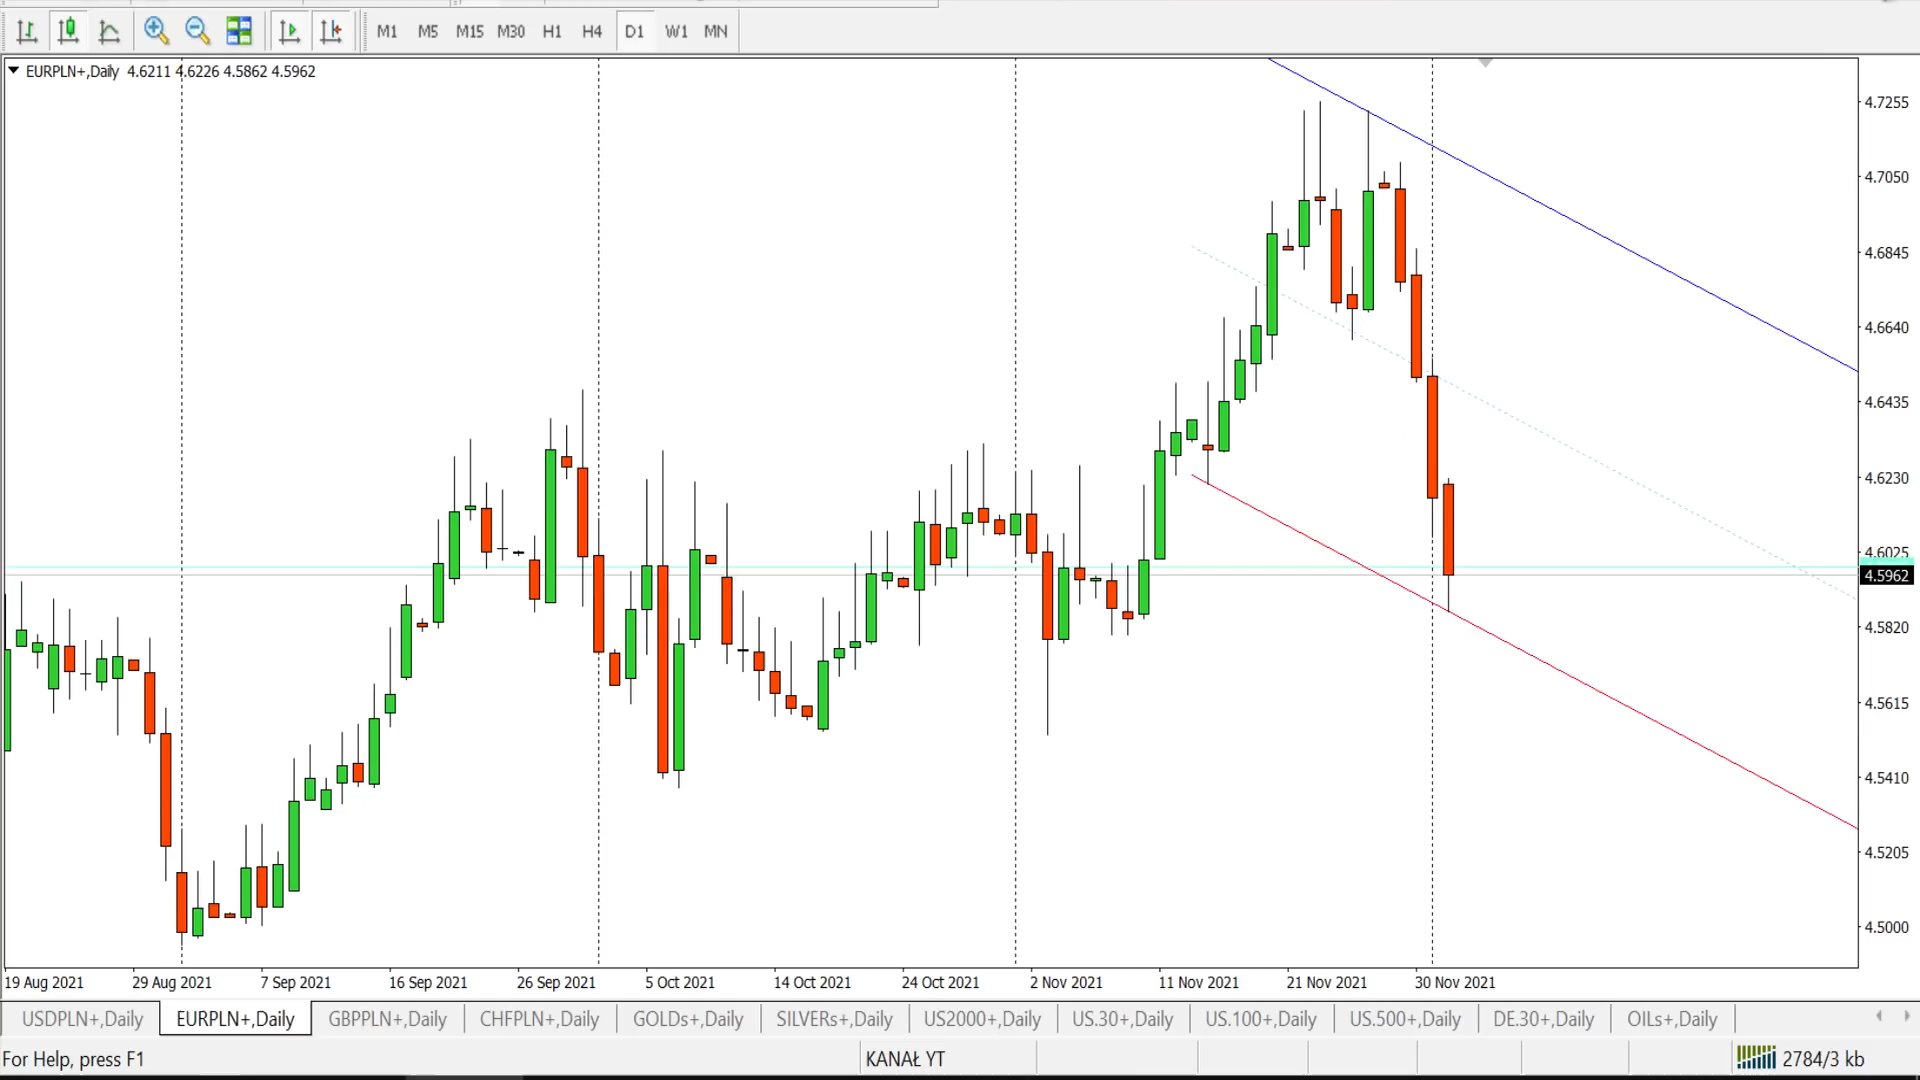 M1 M5 M15 M30 H1 H4 D1 W1 MN
EURPLN+,Daily 4.6211 4.6226 4.5862 4.5962
4.7255
4.7050
4.6845
4.6640
4.6435
4.6230
4.6025
4.5962
4.5820
4.5615
4.5410
4.5205
4.5000
19 Aug 2021 29 Aug 2021 7 Sep 2021 16 Sep 2021 26 Sep 2021 5 Oct 2021 14 Oct 2021 24 Oct 2021 2 Nov 2021 11 Nov 2021 21 Nov 2021 30 Nov 2021
USDPLN+,Daily EURPLN+,Daily GBPPLN+,Daily CHFPLN+,Daily GOLDs+,Daily SILVERs+,Daily US2000+,Daily US.30+,Daily US.100+,Daily US.500+,Daily DE.30+,Daily OILs+,Daily
For Help, press F1 KANAŁ YT 2784/3 kb